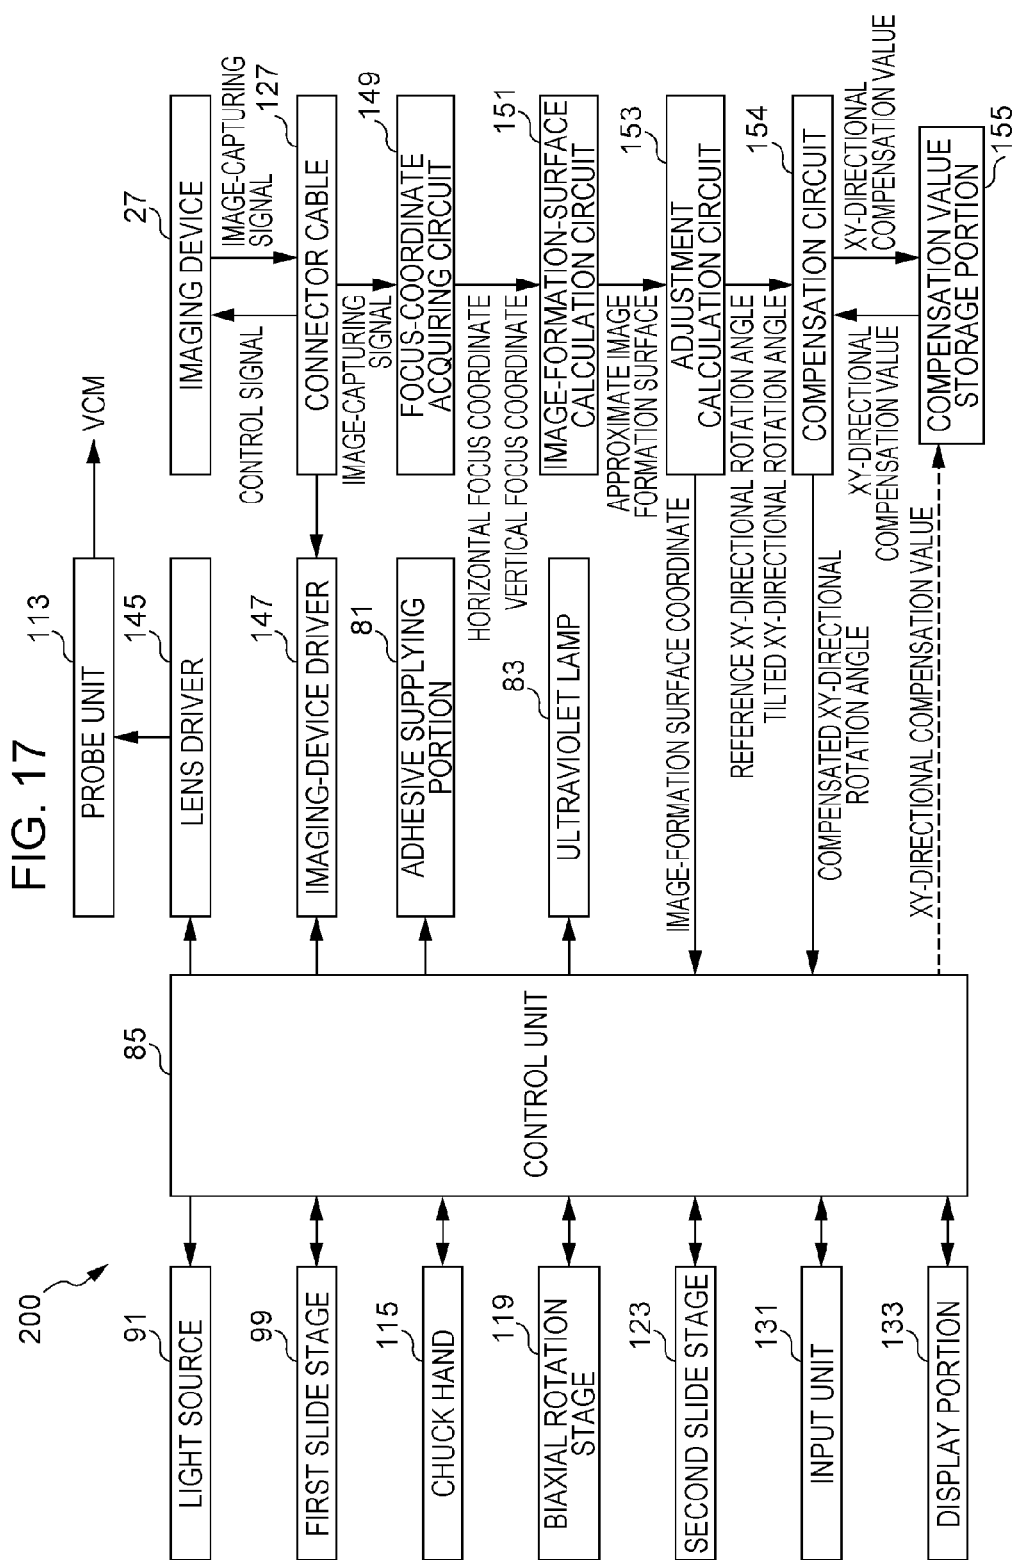 FIG. 17
200
91
LIGHT SOURCE
99
FIRST SLIDE STAGE
115
CHUCK HAND
119
BIAXIAL ROTATION
STAGE
123
SECOND SLIDE STAGE
131
INPUT UNIT
133
DISPLAY PORTION
85
CONTROL UNIT
113
PROBE UNIT
VCM
145
LENS DRIVER
147
IMAGING-DEVICE DRIVER
81
ADHESIVE SUPPLYING
PORTION
83
ULTRAVIOLET LAMP
27
IMAGING DEVICE
CONTROL SIGNAL
IMAGE-CAPTURING
SIGNAL
127
CONNECTOR CABLE
IMAGE-CAPTURING
SIGNAL
149
FOCUS-COORDINATE
ACQUIRING CIRCUIT
HORIZONTAL FOCUS COORDINATE
VERTICAL FOCUS COORDINATE
151
IMAGE-FORMATION-SURFACE
CALCULATION CIRCUIT
APPROXIMATE IMAGE
FORMATION SURFACE
153
ADJUSTMENT
CALCULATION CIRCUIT
IMAGE-FORMATION SURFACE COORDINATE
REFERENCE XY-DIRECTIONAL ROTATION ANGLE
TILTED XY-DIRECTIONAL ROTATION ANGLE
154
COMPENSATION CIRCUIT
COMPENSATED XY-DIRECTIONAL
ROTATION ANGLE
XY-DIRECTIONAL
COMPENSATION VALUE
XY-DIRECTIONAL
COMPENSATION VALUE
XY-DIRECTIONAL COMPENSATION VALUE
COMPENSATION VALUE
STORAGE PORTION
155